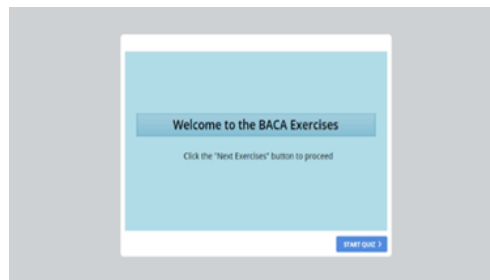 Welcome to the BACA Exercises
Click the "Next Exercises" button to proceed
START QUIZ